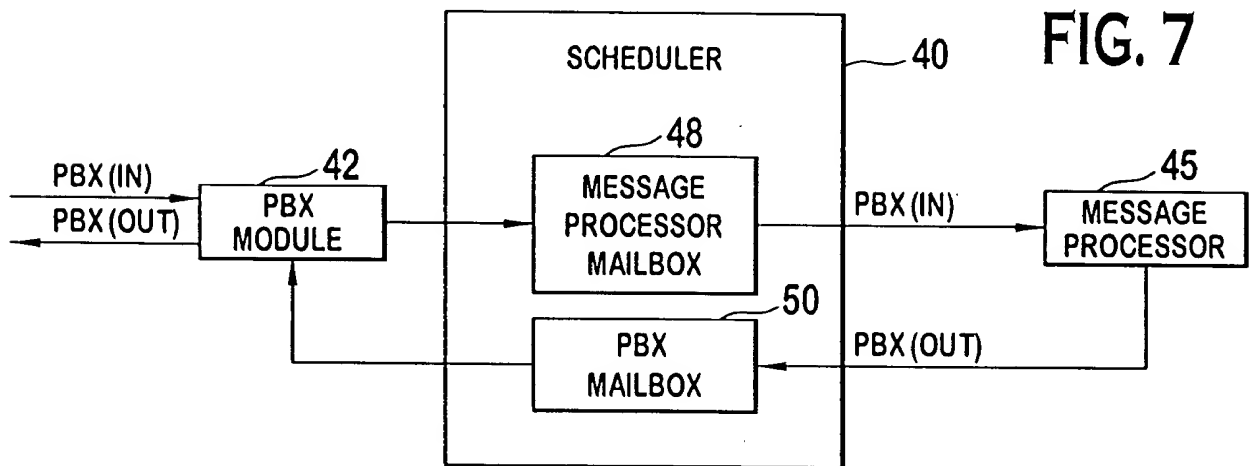 FIG. 7
SCHEDULER
40
48
42
45
PBX (IN)
PBX (OUT)
PBX
MODULE
MESSAGE
PROCESSOR
MAILBOX
PBX (IN)
MESSAGE
PROCESSOR
50
PBX
MAILBOX
PBX (OUT)